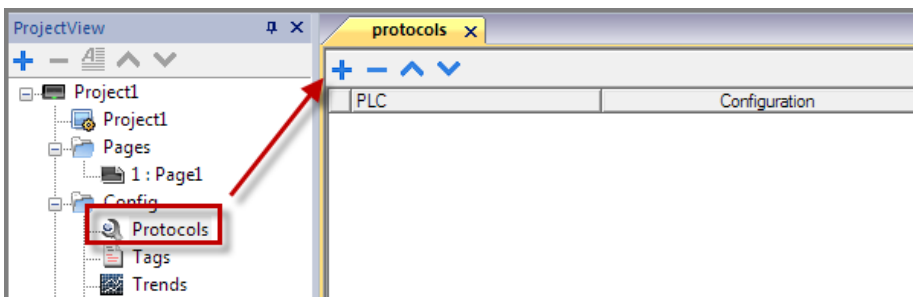 ProjectView
protocols
PLC Configuration
Project1
Project1
Pages
1 : Page1
Config
Protocols
Tags
Trends